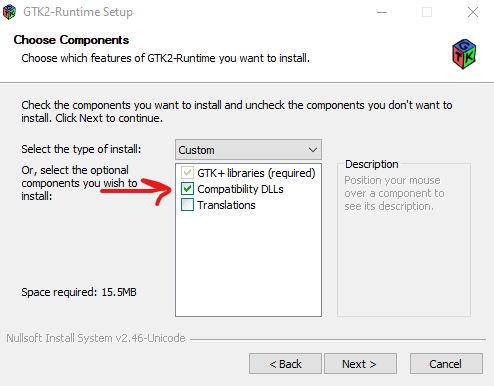 GTK2-Runtime Setup
Choose Components
Choose which features of GTK2-Runtime you want to install.
GTK
Check the components you want to install and uncheck the components you don't want to
install. Click Next to continue.
Select the type of install:
Custom
Or, select the optional
components you wish to
install:
GTK+ libraries (required)
Compatibility DLLs
Translations
Description
Position your mouse
over a component to
see its description.
Space required: 15.5MB
Nullsoft Install System v2.46-Unicode
< Back
Next >
Cancel